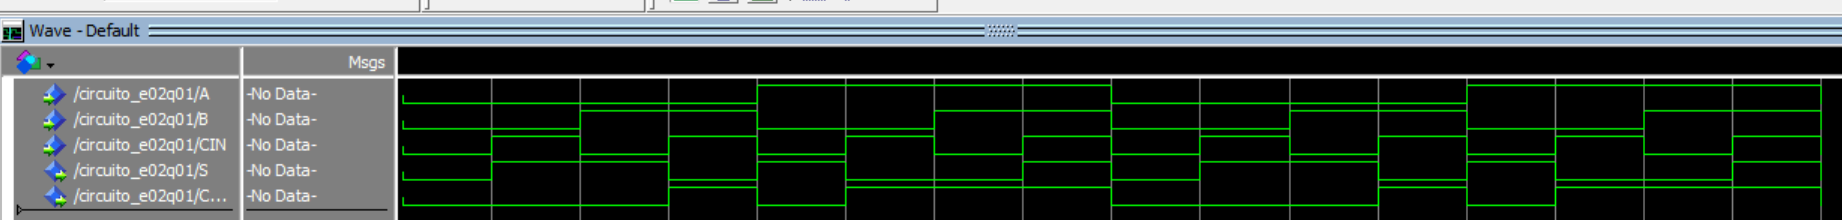 Wave - Default
Msgs
/circuito_e02q01/A -No Data-
/circuito_e02q01/B -No Data-
/circuito_e02q01/CIN -No Data-
/circuito_e02q01/S -No Data-
/circuito_e02q01/C... -No Data-